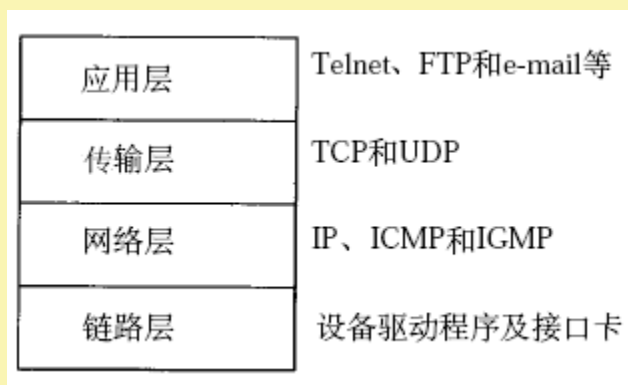 应用层 Telnet、FTP和e-mail等
传输层 TCP和UDP
网络层 IP、ICMP和IGMP
链路层 设备驱动程序及接口卡